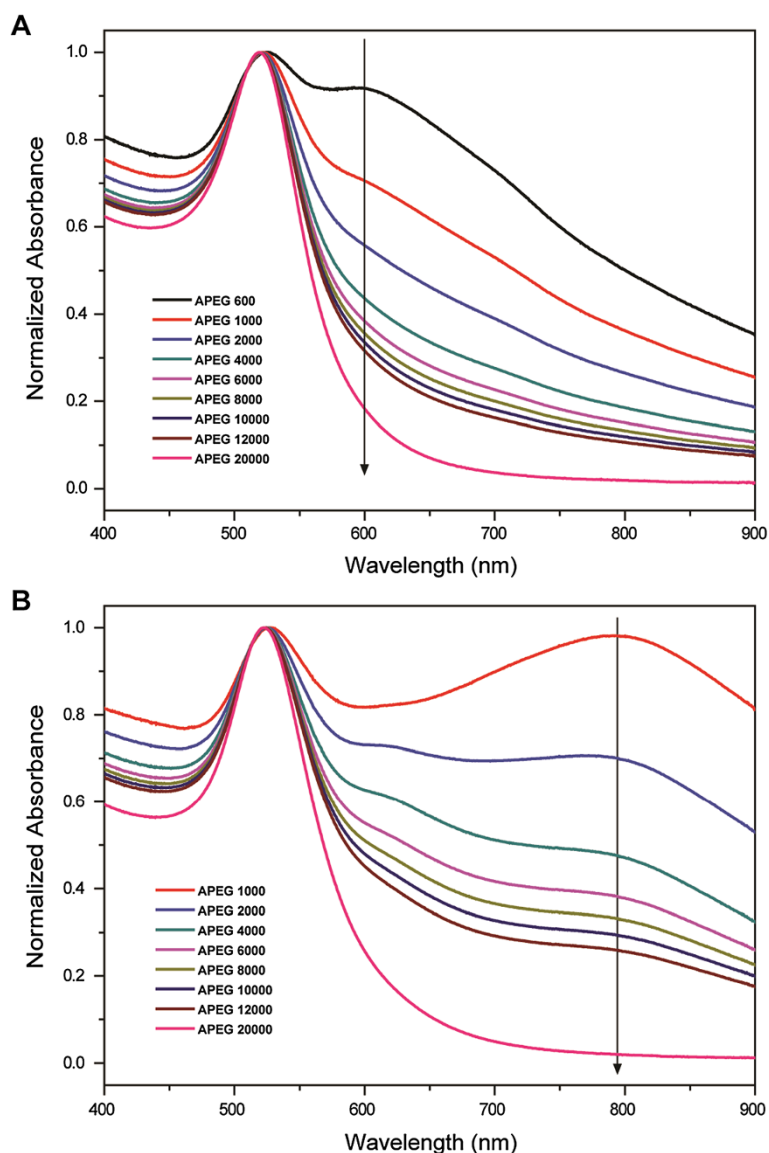 A
Normalized Absorbance
1.0
0.8
0.6
0.4
0.2
0.0
APEG 600
APEG 1000
APEG 2000
APEG 4000
APEG 6000
APEG 8000
APEG 10000
APEG 12000
APEG 20000
400 500 600 700 800 900
Wavelength (nm)
B
Normalized Absorbance
1.0
0.8
0.6
0.4
0.2
0.0
APEG 1000
APEG 2000
APEG 4000
APEG 6000
APEG 8000
APEG 10000
APEG 12000
APEG 20000
400 500 600 700 800 900
Wavelength (nm)